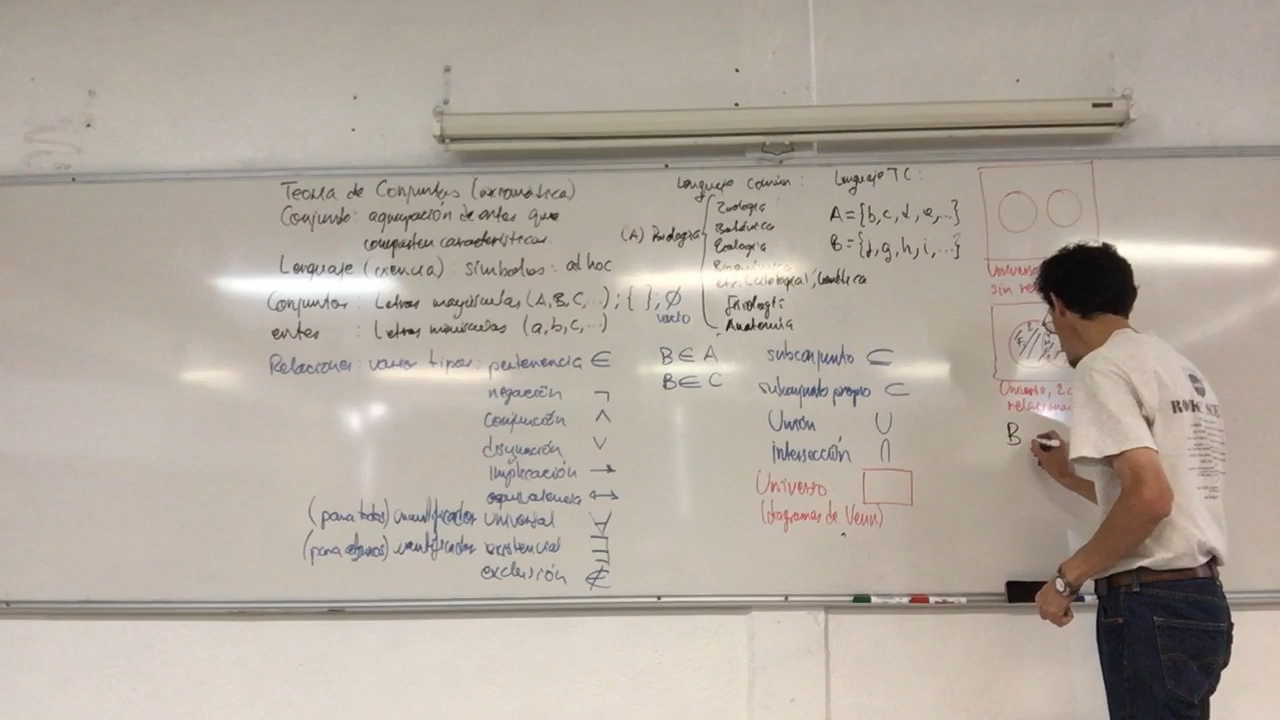 Teoría de Conjuntos (axiomática)
Conjunto: agrupación de entes que
comparten características.
Lenguaje (ciencia) símbolos: ad hoc
Conjuntos: Letras mayúsculas (A, B, C, ...) ; { }, Ø
vacío
entes : Letras minúsculas (a, b, c, ...)
Relaciones: varios tipos: pertenencia ∈
negación ¬
conjunción ∧
disyunción ∨
implicación →
equivalencia ↔
(para todos) cuantificador universal ∀
(para algunos) cuantificador existencial ∃
exclusión ∉
Lenguaje Común:
(A) Biología
Zoología
Botánica
Ecología
Bioquímica
etc. (citología), Genética
Fisiología
Anatomía
Lenguaje TC:
A = {b, c, d, e, ...}
B = {f, g, h, i, ...}
B ∈ A
B ∈ C
subconjunto ⊆
subconjunto propio ⊂
Unión ∪
intersección ∩
Universo
(diagramas de Venn)
Universo
sin
Universo, 2
B